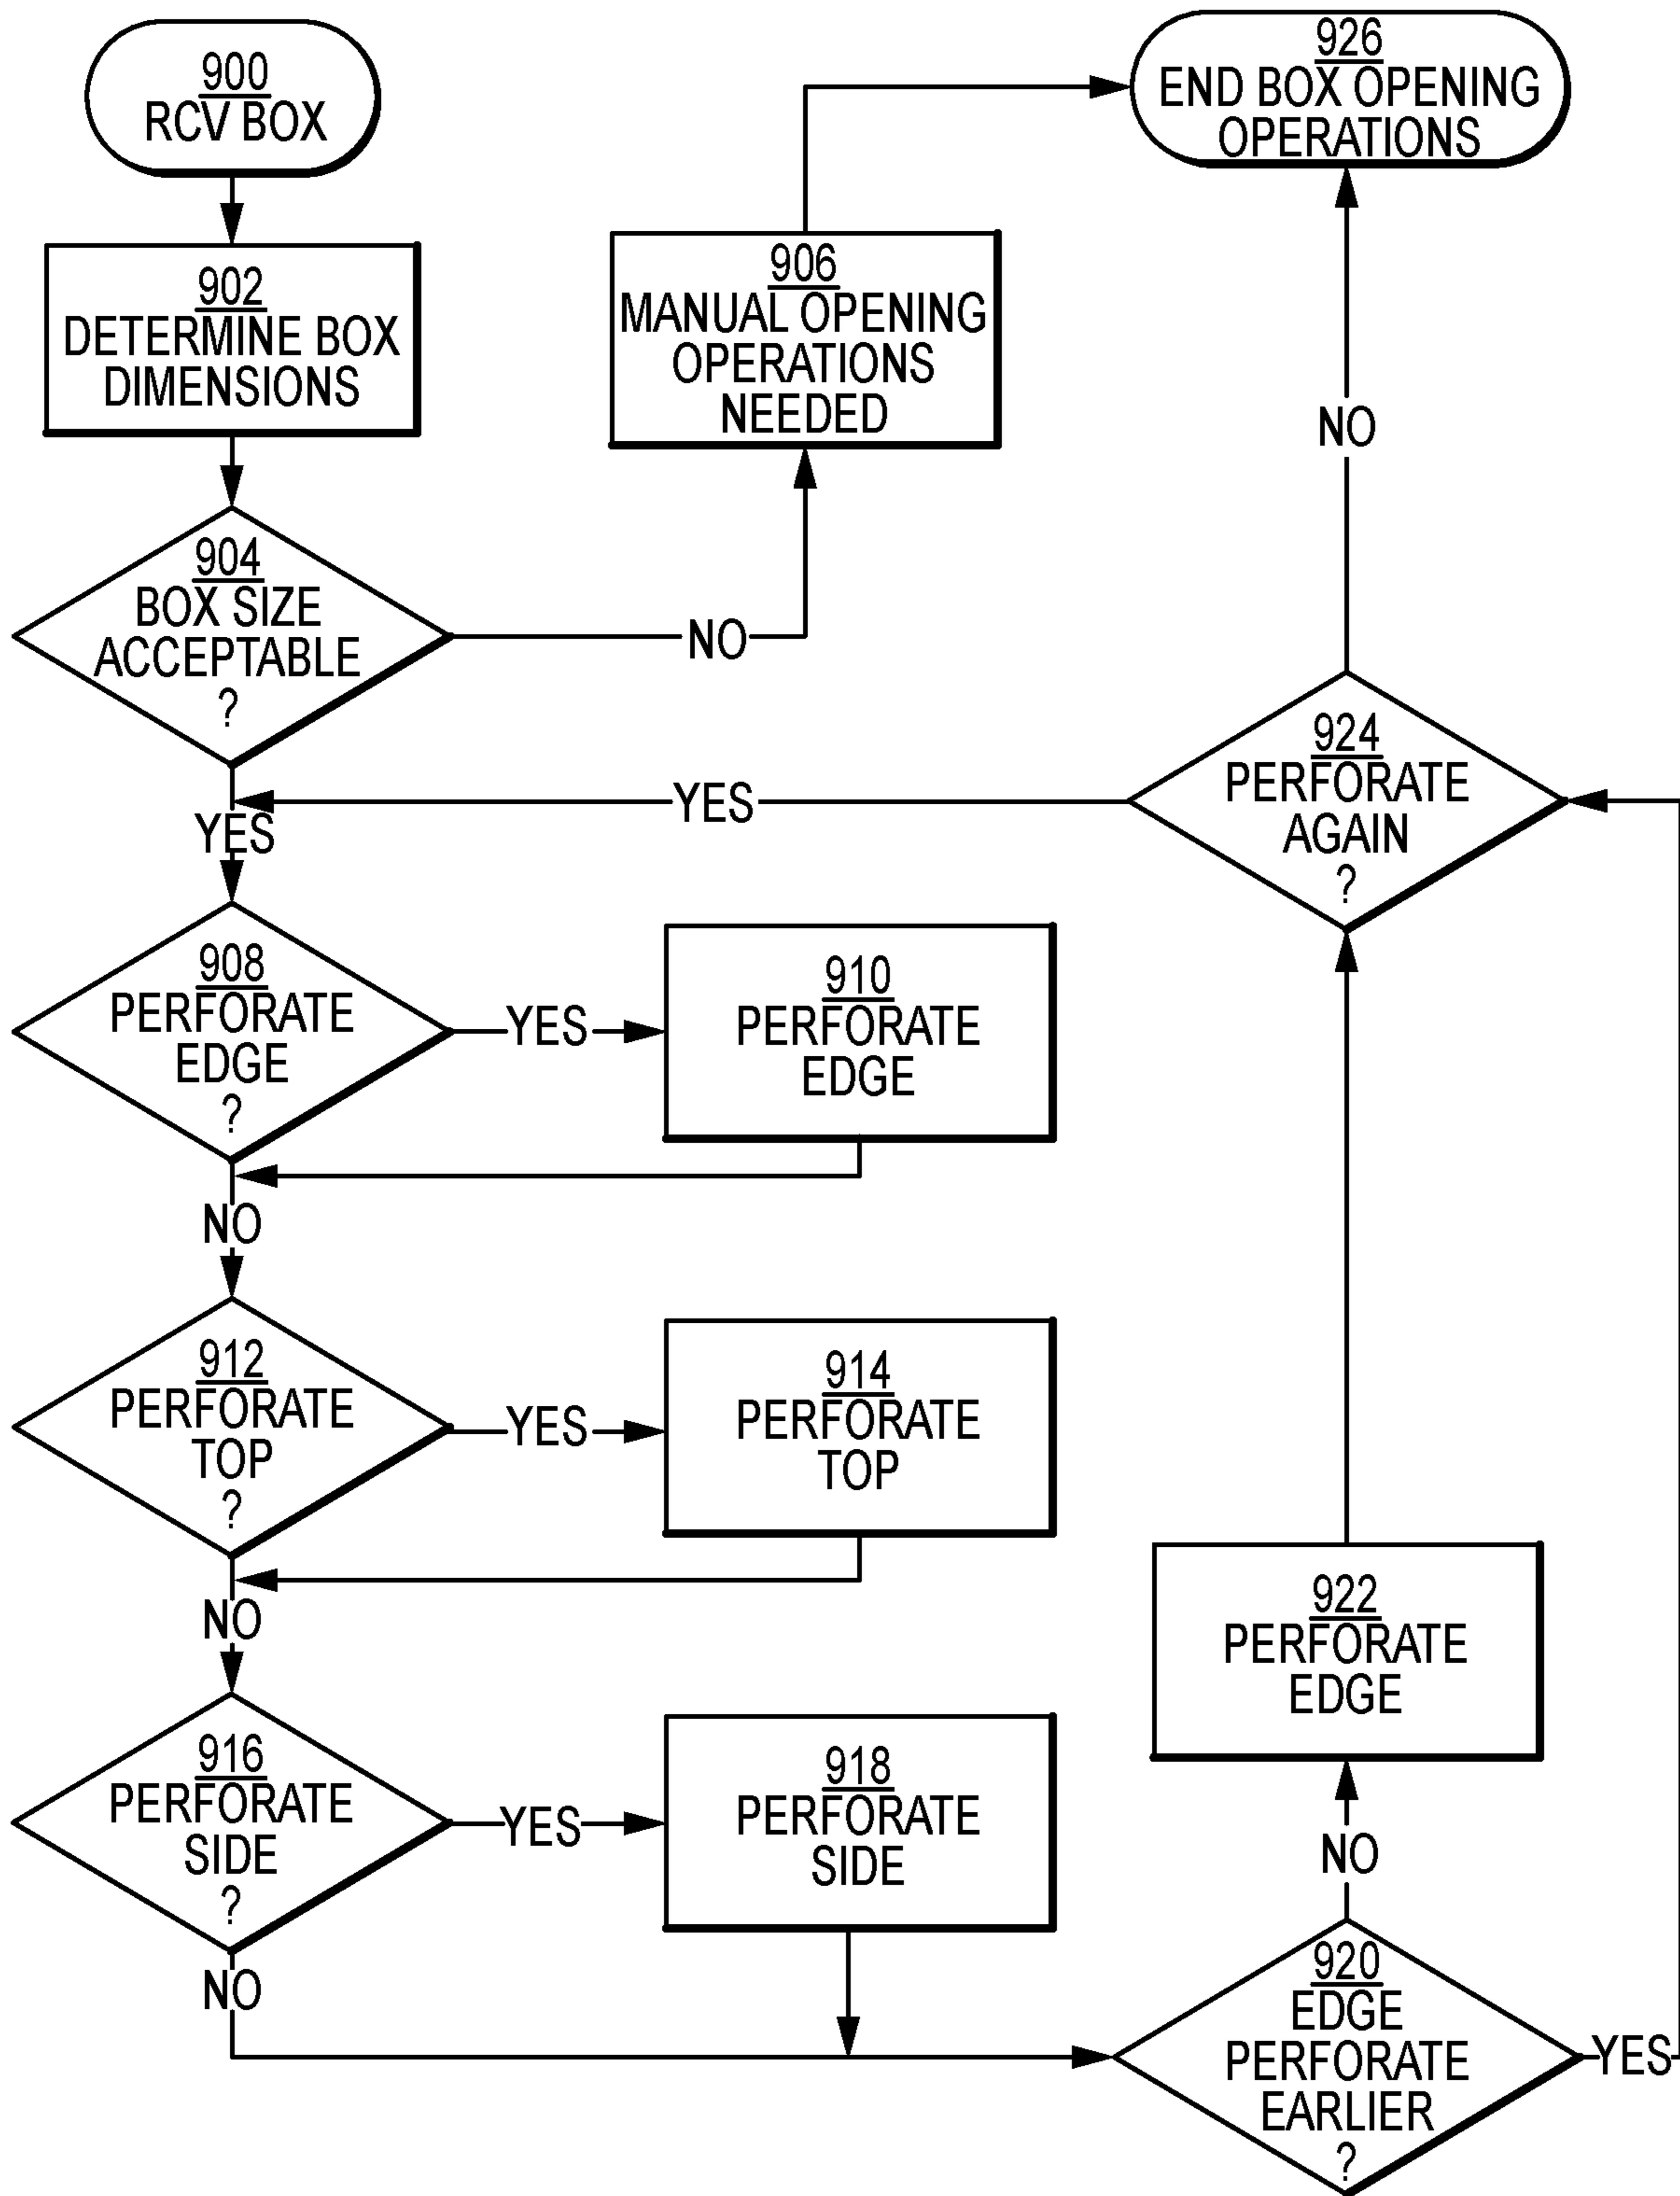 900
RCV BOX
902
DETERMINE BOX
DIMENSIONS
904
BOX SIZE
ACCEPTABLE
?
NO
906
MANUAL OPENING
OPERATIONS
NEEDED
926
END BOX OPENING
OPERATIONS
NO
924
PERFORATE
AGAIN
?
YES
YES
908
PERFORATE
EDGE
?
YES
910
PERFORATE
EDGE
NO
912
PERFORATE
TOP
?
YES
914
PERFORATE
TOP
NO
916
PERFORATE
SIDE
?
YES
918
PERFORATE
SIDE
NO
922
PERFORATE
EDGE
NO
920
EDGE
PERFORATE
EARLIER
?
YES